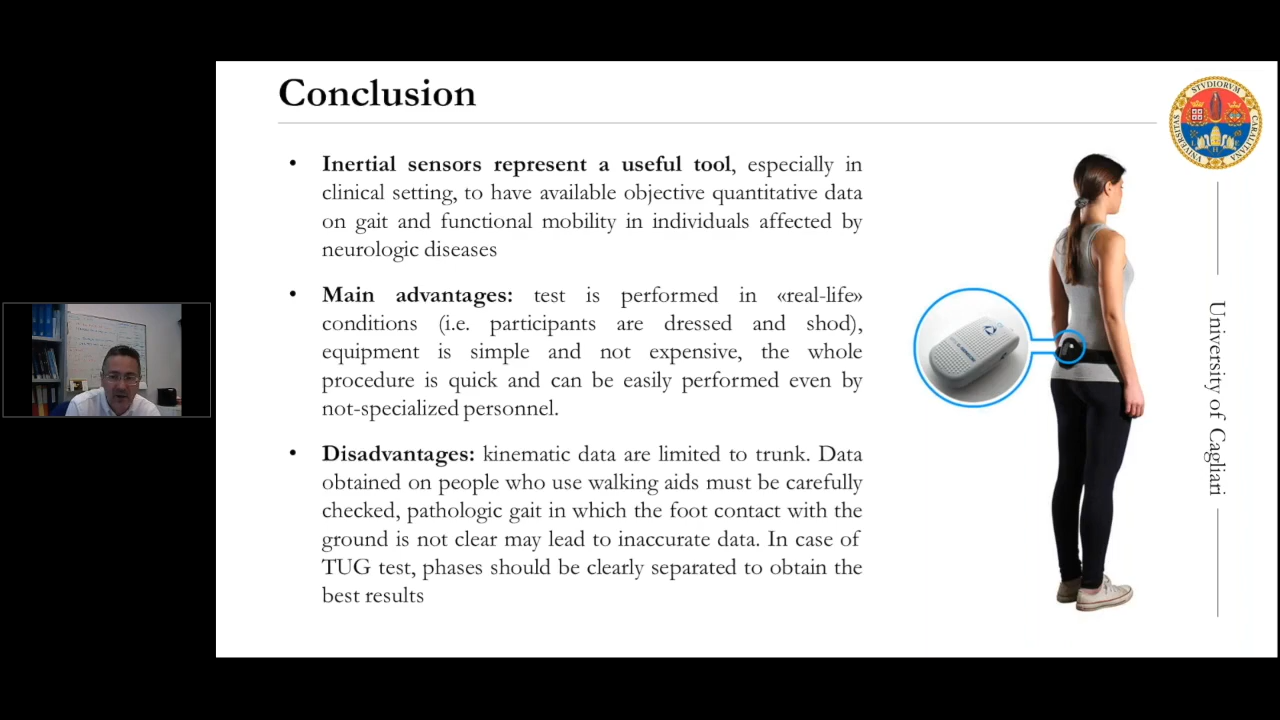 Conclusion
• Inertial sensors represent a useful tool, especially in
clinical setting, to have available objective quantitative data
on gait and functional mobility in individuals affected by
neurologic diseases
• Main advantages: test is performed in «real-life»
conditions (i.e. participants are dressed and shod),
equipment is simple and not expensive, the whole
procedure is quick and can be easily performed even by
not-specialized personnel.
• Disadvantages: kinematic data are limited to trunk. Data
obtained on people who use walking aids must be carefully
checked, pathologic gait in which the foot contact with the
ground is not clear may lead to inaccurate data. In case of
TUG test, phases should be clearly separated to obtain the
best results
STVDIORVM
VNIVERSITAS
CARALITANA
University of Cagliari